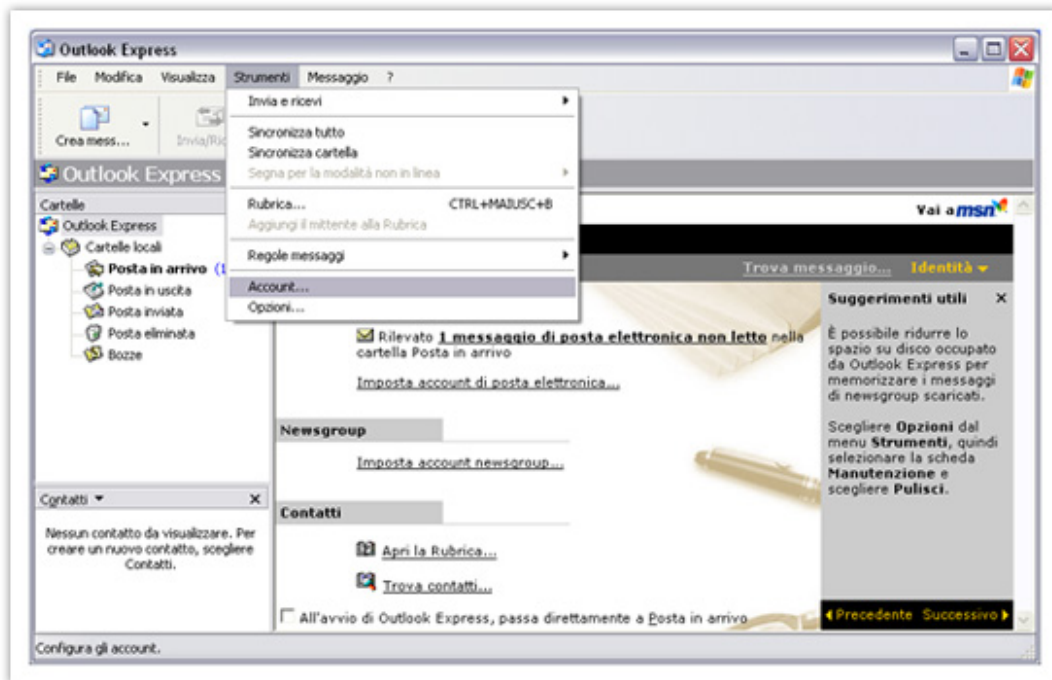 Outlook Express
File Modifica Visualizza Strumenti Messaggio ?
Crea mess...
Invia/Ric
Invia e ricevi
Sincronizza tutto
Sincronizza cartella
Segna per la modalità non in linea
Rubrica... CTRL+MAIUSC+B
Aggiungi il mittente alla Rubrica
Regole messaggi
Account...
Opzioni...
Outlook Express
Cartelle
Outlook Express
Cartelle locali
Posta in arrivo (1
Posta in uscita
Posta inviata
Posta eliminata
Bozze
Contatti
Nessun contatto da visualizzare. Per
creare un nuovo contatto, scegliere
Contatti.
Vai a msn
Trova messaggio... Identità
Rilevato 1 messaggio di posta elettronica non letto nella
cartella Posta in arrivo
Imposta account di posta elettronica...
Newsgroup
Imposta account newsgroup...
Contatti
Apri la Rubrica...
Trova contatti...
All'avvio di Outlook Express, passa direttamente a Posta in arrivo
Suggerimenti utili
È possibile ridurre lo
spazio su disco occupato
da Outlook Express per
memorizzare i messaggi
di newsgroup scaricati.
Scegliere Opzioni dal
menu Strumenti, quindi
selezionare la scheda
Manutenzione e
scegliere Pulisci.
Precedente Successivo
Configura gli account.